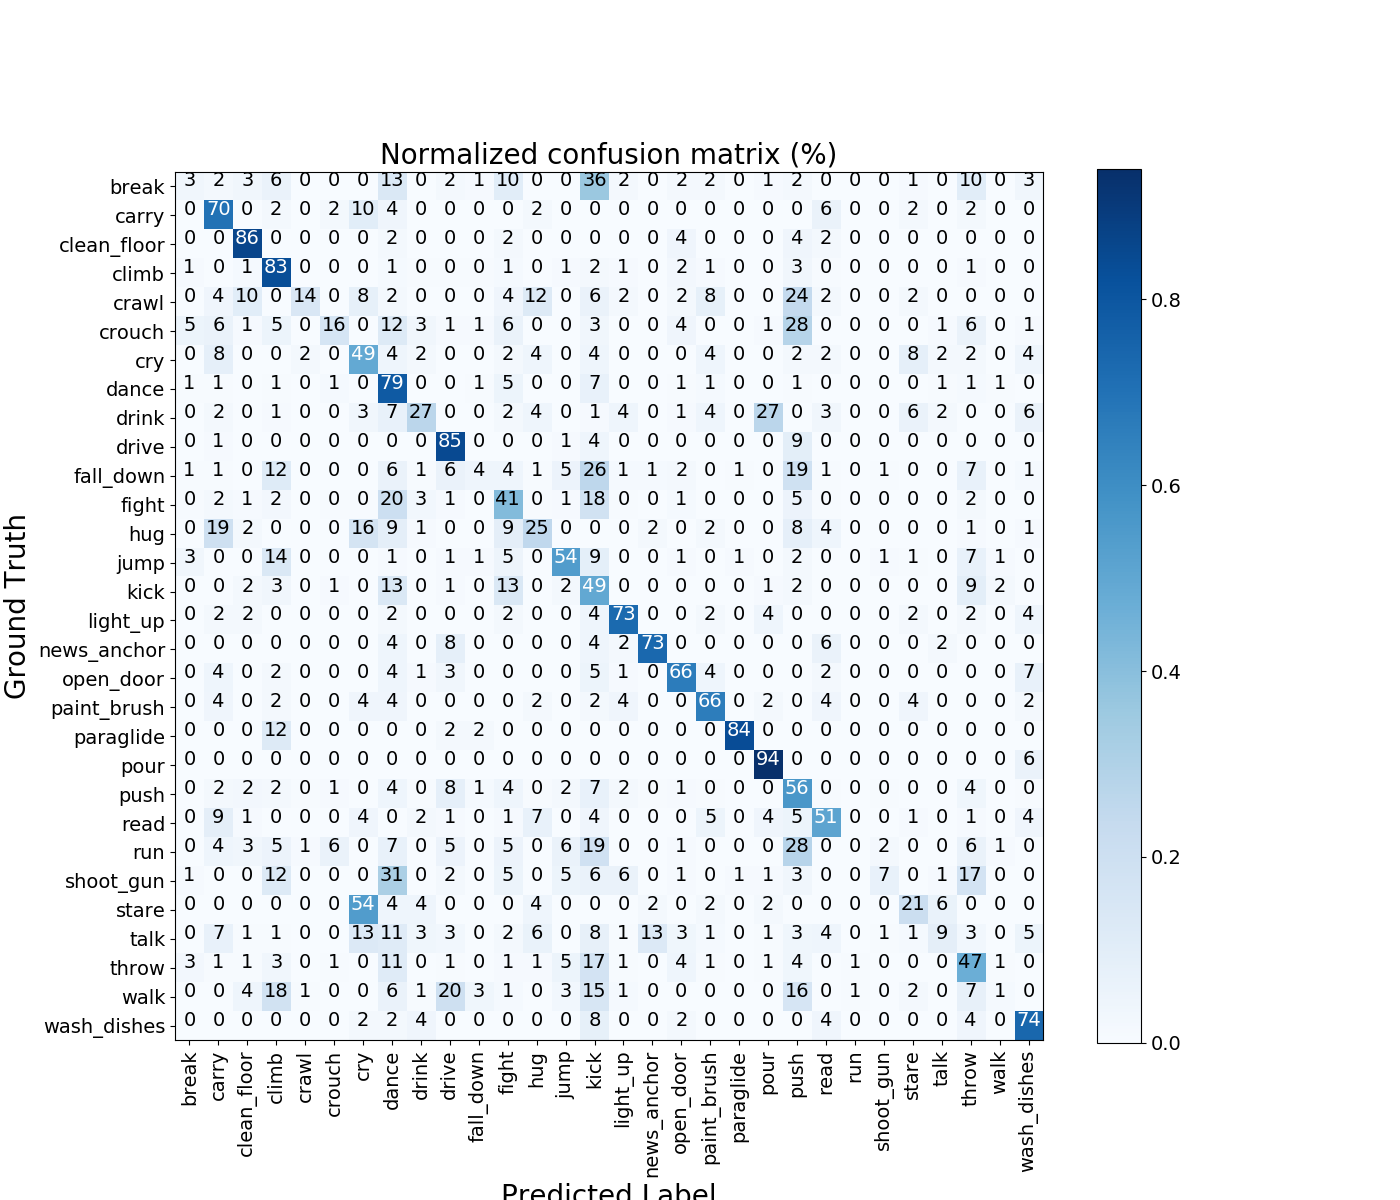 Normalized confusion matrix (%)
break 3 2 3 6 0 0 0 13 0 2 1 10 0 0 36 2 0 2 2 0 1 2 0 0 0 1 0 10 0 3
carry 0 70 0 2 0 2 10 4 0 0 0 0 2 0 0 0 0 0 0 0 0 0 6 0 0 2 0 2 0 0
clean_floor 0 0 86 0 0 0 0 2 0 0 0 2 0 0 0 0 0 4 0 0 0 4 2 0 0 0 0 0 0 0
climb 1 0 1 83 0 0 0 1 0 0 0 1 0 1 2 1 0 2 1 0 0 3 0 0 0 0 0 1 0 0
crawl 0 4 10 0 14 0 8 2 0 0 0 4 12 0 6 2 0 2 8 0 0 24 2 0 0 2 0 0 0 0
crouch 5 6 1 5 0 16 0 12 3 1 1 6 0 0 3 0 0 4 0 0 1 28 0 0 0 0 1 6 0 1
cry 0 8 0 0 2 0 49 4 2 0 0 2 4 0 4 0 0 0 4 0 0 2 2 0 0 8 2 2 0 4
dance 1 1 0 1 0 1 0 79 0 0 1 5 0 0 7 0 0 1 1 0 0 1 0 0 0 0 1 1 1 0
drink 0 2 0 1 0 0 3 7 27 0 0 2 4 0 1 4 0 1 4 0 27 0 3 0 0 6 2 0 0 6
drive 0 1 0 0 0 0 0 0 0 85 0 0 0 1 4 0 0 0 0 0 0 9 0 0 0 0 0 0 0 0
fall_down 1 1 0 12 0 0 0 6 1 6 4 4 1 5 26 1 1 2 0 1 0 19 1 0 1 0 0 7 0 1
fight 0 2 1 2 0 0 0 20 3 1 0 41 0 1 18 0 0 1 0 0 0 5 0 0 0 0 0 2 0 0
hug 0 19 2 0 0 0 16 9 1 0 0 9 25 0 0 0 2 0 2 0 0 8 4 0 0 0 0 1 0 1
jump 3 0 0 14 0 0 0 1 0 1 1 5 0 54 9 0 0 1 0 1 0 2 0 0 1 1 0 7 1 0
kick 0 0 2 3 0 1 0 13 0 1 0 13 0 2 49 0 0 0 0 0 1 2 0 0 0 0 0 9 2 0
light_up 0 2 2 0 0 0 0 2 0 0 0 2 0 0 4 73 0 0 2 0 4 0 0 0 0 2 0 2 0 4
news_anchor 0 0 0 0 0 0 0 4 0 8 0 0 0 0 4 2 73 0 0 0 0 0 6 0 0 0 2 0 0 0
open_door 0 4 0 2 0 0 0 4 1 3 0 0 0 0 5 1 0 66 4 0 0 0 2 0 0 0 0 0 0 7
paint_brush 0 4 0 2 0 0 4 4 0 0 0 0 2 0 2 4 0 0 66 0 2 0 4 0 0 4 0 0 0 2
paraglide 0 0 0 12 0 0 0 0 0 2 2 0 0 0 0 0 0 0 0 84 0 0 0 0 0 0 0 0 0 0
pour 0 0 0 0 0 0 0 0 0 0 0 0 0 0 0 0 0 0 0 0 94 0 0 0 0 0 0 0 0 6
push 0 2 2 2 0 1 0 4 0 8 1 4 0 2 7 2 0 1 0 0 0 56 0 0 0 0 0 4 0 0
read 0 9 1 0 0 0 4 0 2 1 0 1 7 0 4 0 0 0 5 0 4 5 51 0 0 1 0 1 0 4
run 0 4 3 5 1 6 0 7 0 5 0 5 0 6 19 0 0 1 0 0 0 28 0 0 2 0 0 6 1 0
shoot_gun 1 0 0 12 0 0 0 31 0 2 0 5 0 5 6 6 0 1 0 1 1 3 0 0 7 0 1 17 0 0
stare 0 0 0 0 0 0 54 4 4 0 0 0 4 0 0 0 2 0 2 0 2 0 0 0 0 21 6 0 0 0
talk 0 7 1 1 0 0 13 11 3 3 0 2 6 0 8 1 13 3 1 0 1 3 4 0 1 1 9 3 0 5
throw 3 1 1 3 0 1 0 11 0 1 0 1 1 5 17 1 0 4 1 0 1 4 0 1 0 0 0 47 1 0
walk 0 0 4 18 1 0 0 6 1 20 3 1 0 3 15 1 0 0 0 0 0 16 0 1 0 2 0 7 1 0
wash_dishes 0 0 0 0 0 0 2 2 4 0 0 0 0 0 8 0 0 2 0 0 0 0 4 0 0 0 0 4 0 74
break
carry
clean_floor
climb
crawl
crouch
cry
dance
drink
drive
fall_down
fight
hug
jump
kick
light_up
news_anchor
open_door
paint_brush
paraglide
pour
push
read
run
shoot_gun
stare
talk
throw
walk
wash_dishes
Predicted Label
Ground Truth
0.8
0.6
0.4
0.2
0.0